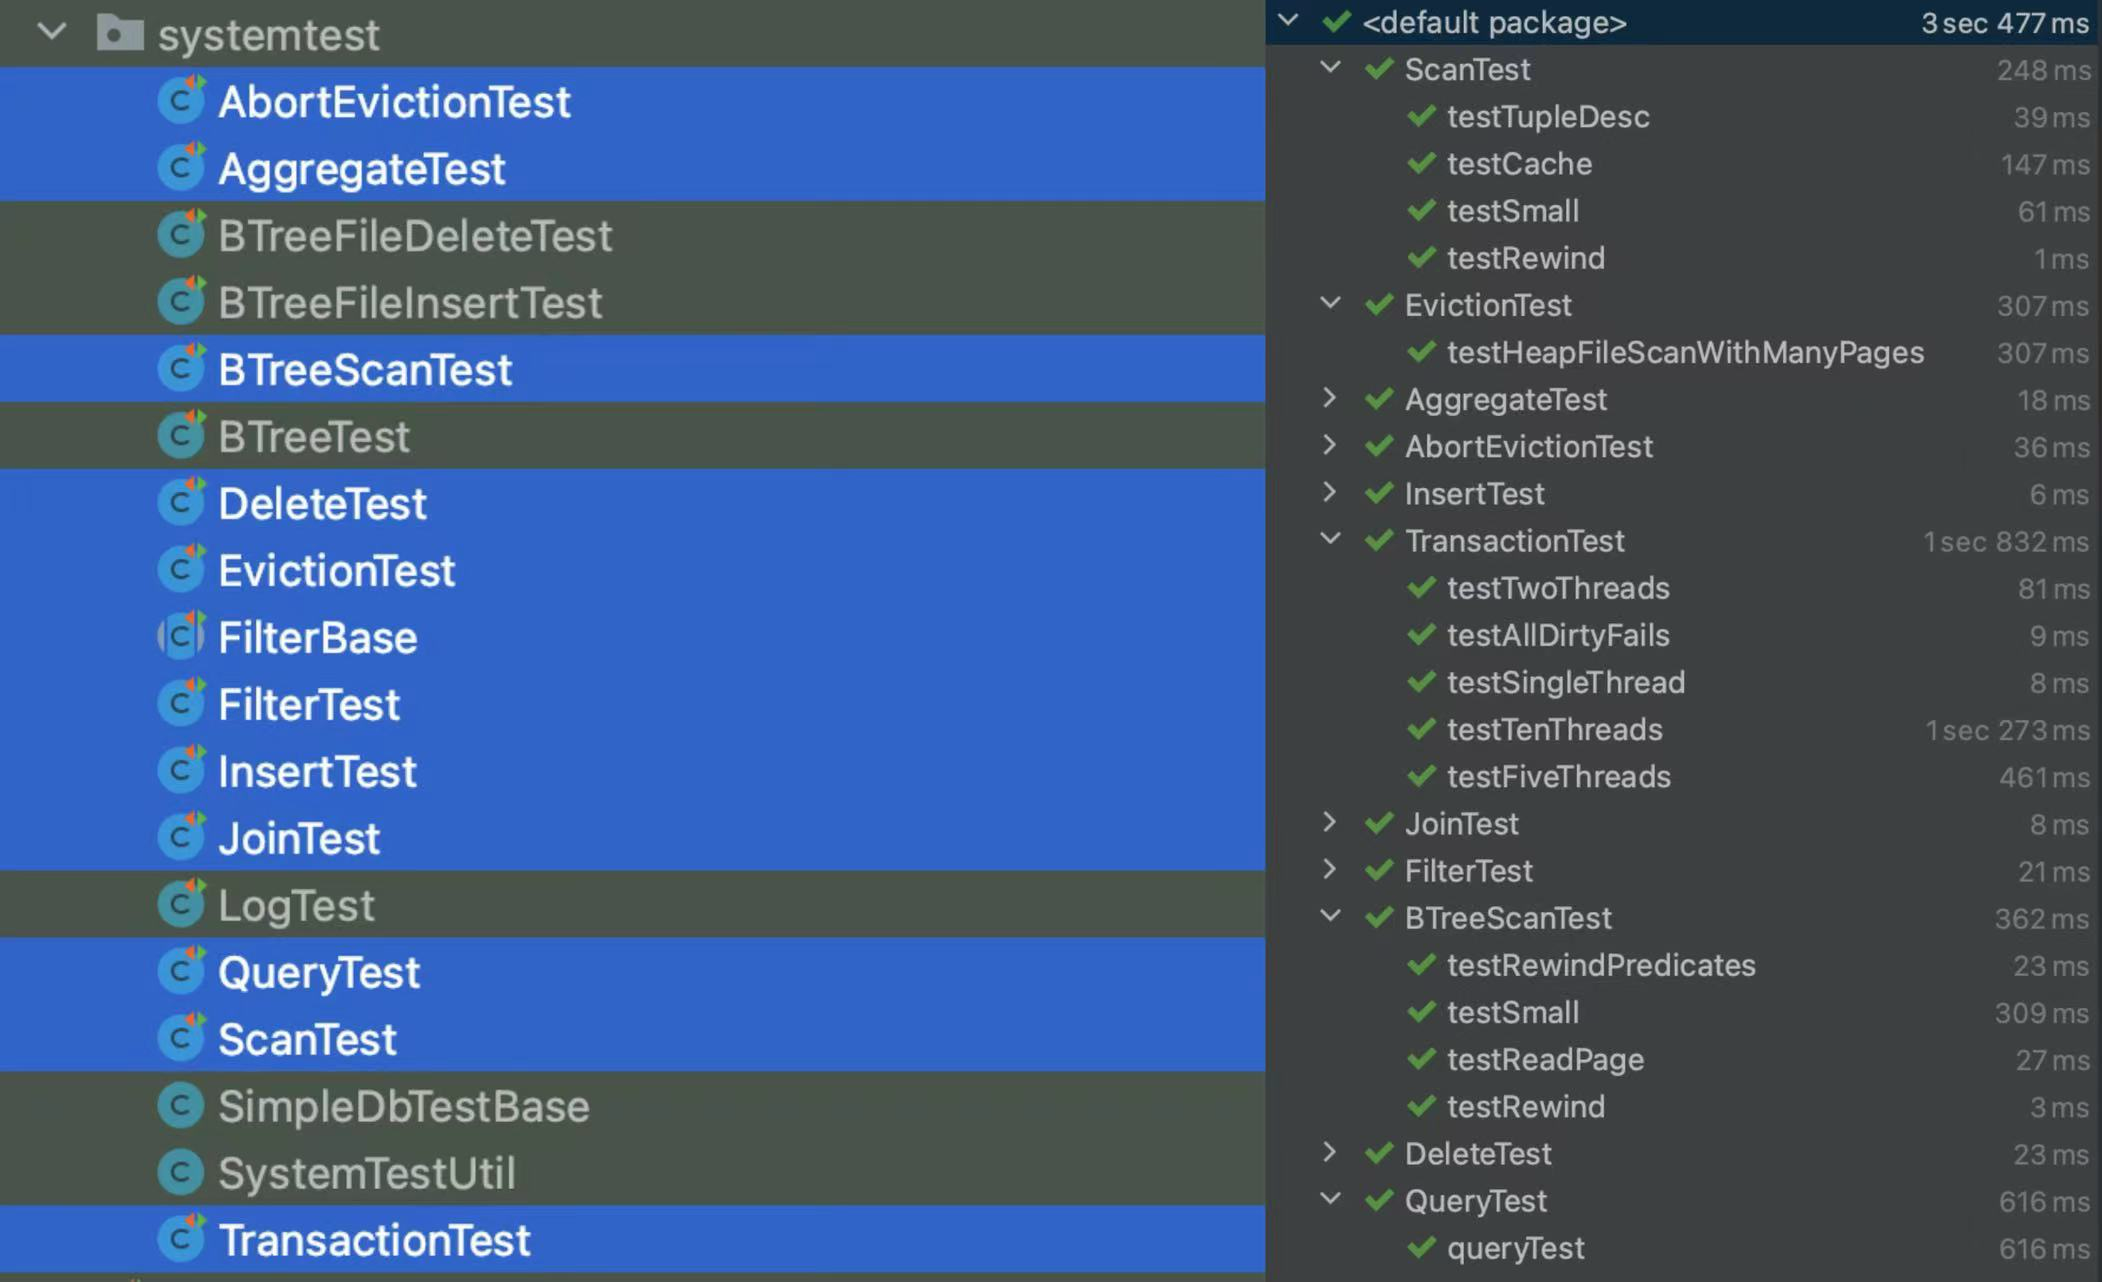 systemtest
AbortEvictionTest
AggregateTest
BTreeFileDeleteTest
BTreeFileInsertTest
BTreeScanTest
BTreeTest
DeleteTest
EvictionTest
FilterBase
FilterTest
InsertTest
JoinTest
LogTest
QueryTest
ScanTest
SimpleDbTestBase
SystemTestUtil
TransactionTest
<default package> 3 sec 477 ms
ScanTest 248 ms
testTupleDesc 39 ms
testCache 147 ms
testSmall 61 ms
testRewind 1 ms
EvictionTest 307 ms
testHeapFileScanWithManyPages 307 ms
AggregateTest 18 ms
AbortEvictionTest 36 ms
InsertTest 6 ms
TransactionTest 1 sec 832 ms
testTwoThreads 81 ms
testAllDirtyFails 9 ms
testSingleThread 8 ms
testTenThreads 1 sec 273 ms
testFiveThreads 461 ms
JoinTest 8 ms
FilterTest 21 ms
BTreeScanTest 362 ms
testRewindPredicates 23 ms
testSmall 309 ms
testReadPage 27 ms
testRewind 3 ms
DeleteTest 23 ms
QueryTest 616 ms
queryTest 616 ms